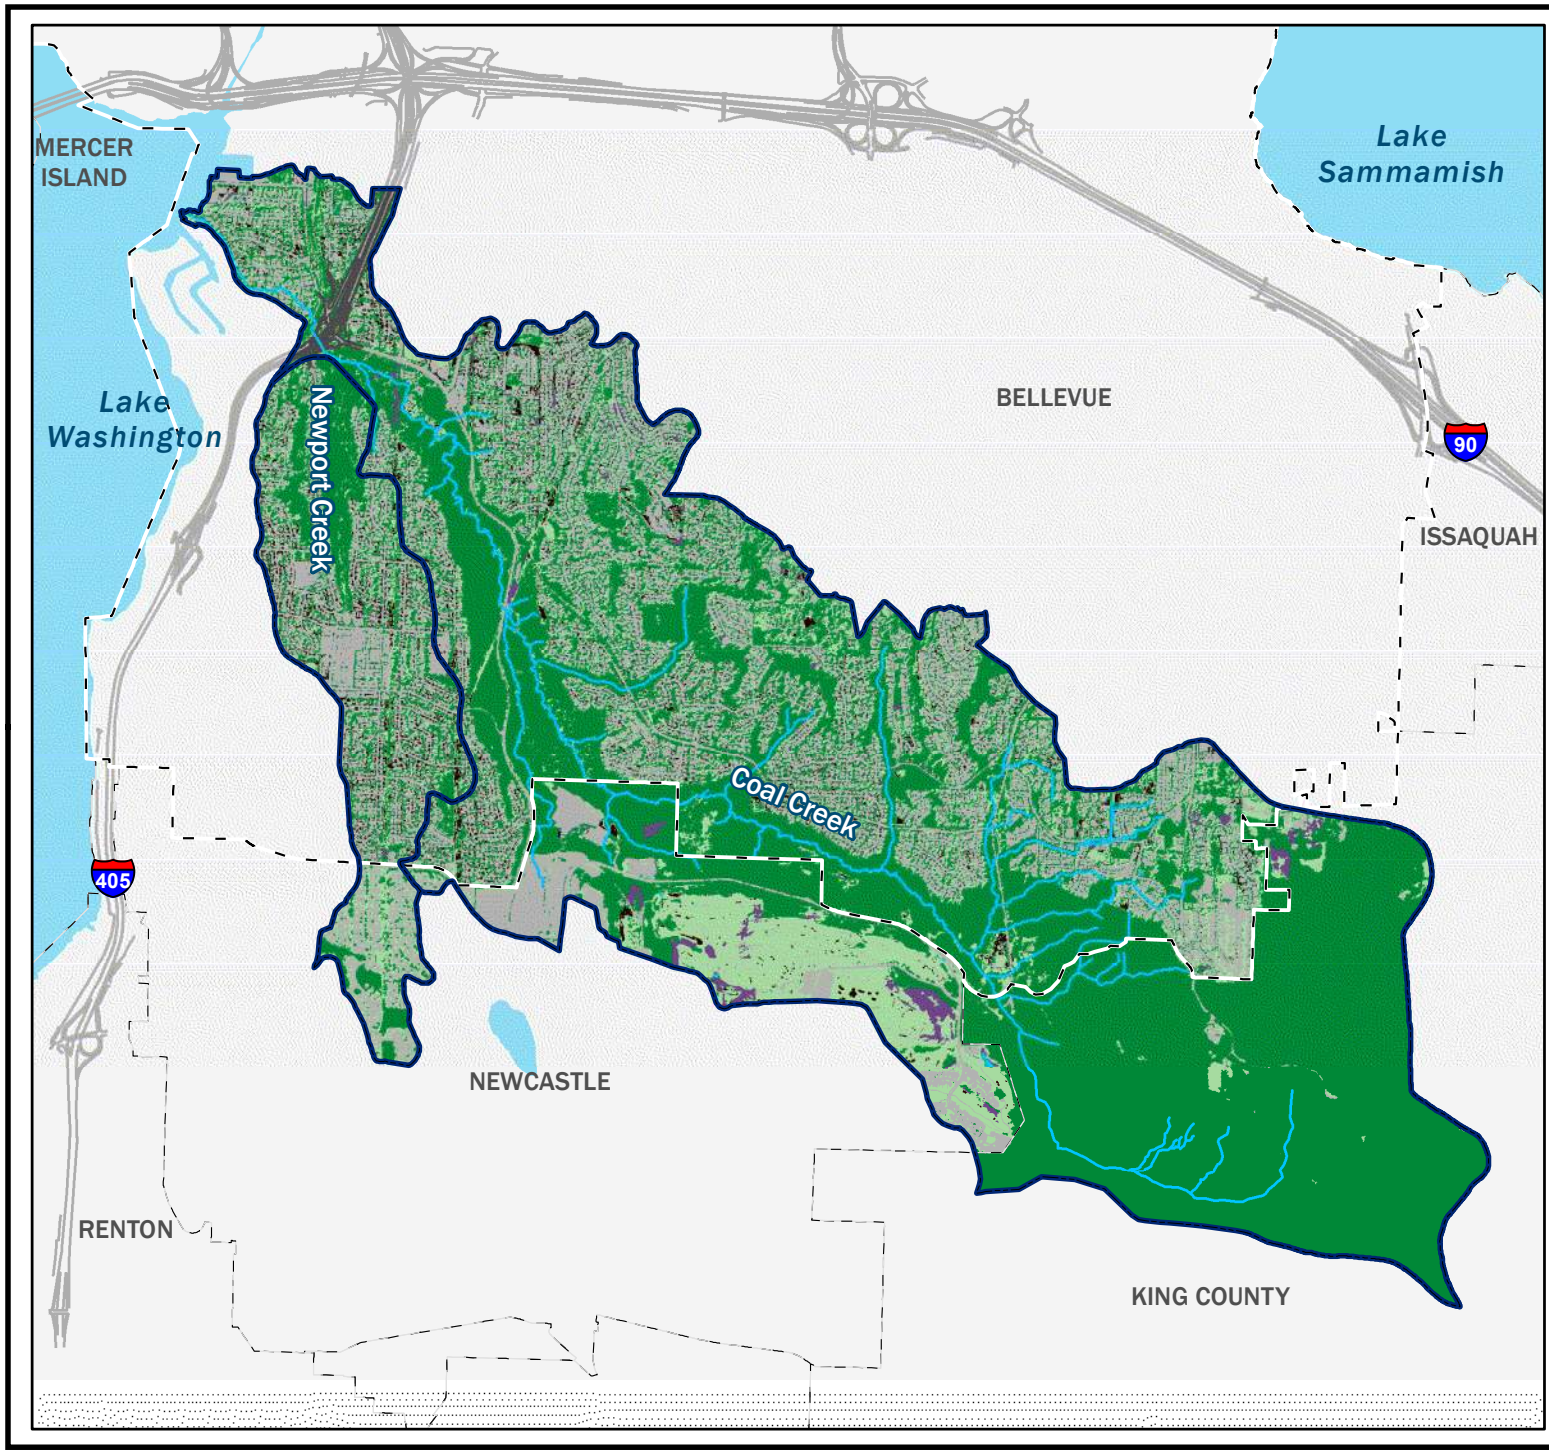 MERCER
ISLAND
Lake
Sammamish
Lake
Washington
Newport Creek
BELLEVUE
90
ISSAQUAH
Coal Creek
405
NEWCASTLE
RENTON
KING COUNTY